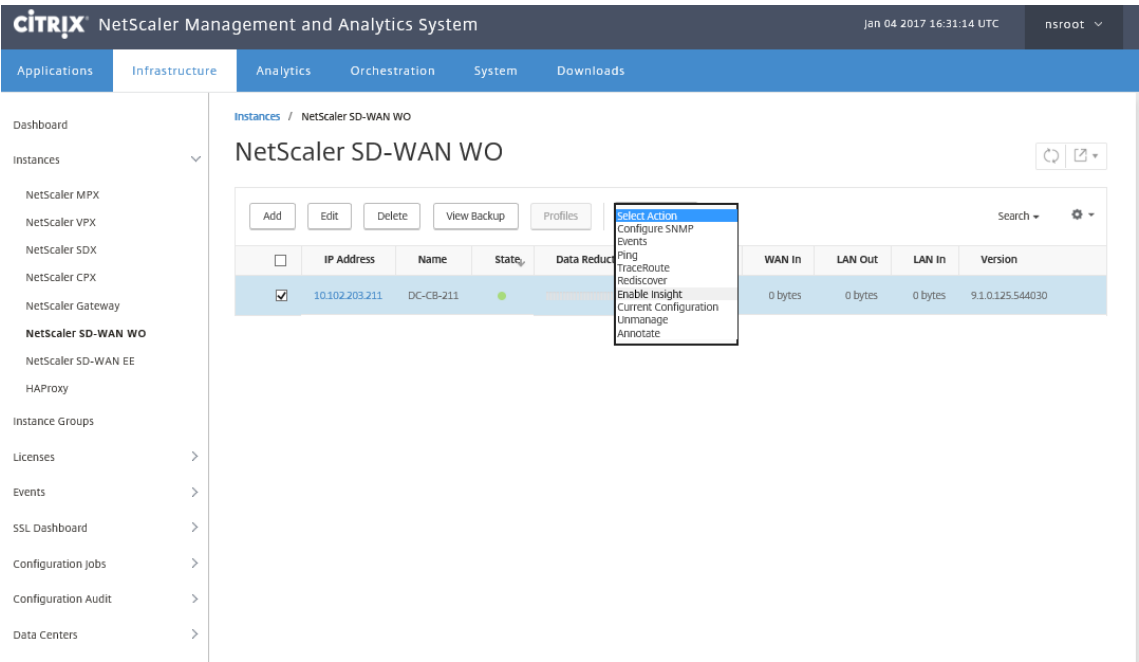 CITRIX NetScaler Management and Analytics System
Jan 04 2017 16:31:14 UTC
nsroot
Applications Infrastructure Analytics Orchestration System Downloads
Dashboard
Instances
NetScaler MPX
NetScaler VPX
NetScaler SDX
NetScaler CPX
NetScaler Gateway
NetScaler SD-WAN WO
NetScaler SD-WAN EE
HAProxy
Instance Groups
Licenses
Events
SSL Dashboard
Configuration Jobs
Configuration Audit
Data Centers
Instances / NetScaler SD-WAN WO
NetScaler SD-WAN WO
Add Edit Delete View Backup Profiles
Select Action
Configure SNMP
Events
Ping
TraceRoute
Rediscover
Enable Insight
Current Configuration
Unmanage
Annotate
Search
IP Address Name State Data Reduct WAN In LAN Out LAN In Version
10.102.203.211 DC-CB-211 0 bytes 0 bytes 0 bytes 9.1.0.125.544030